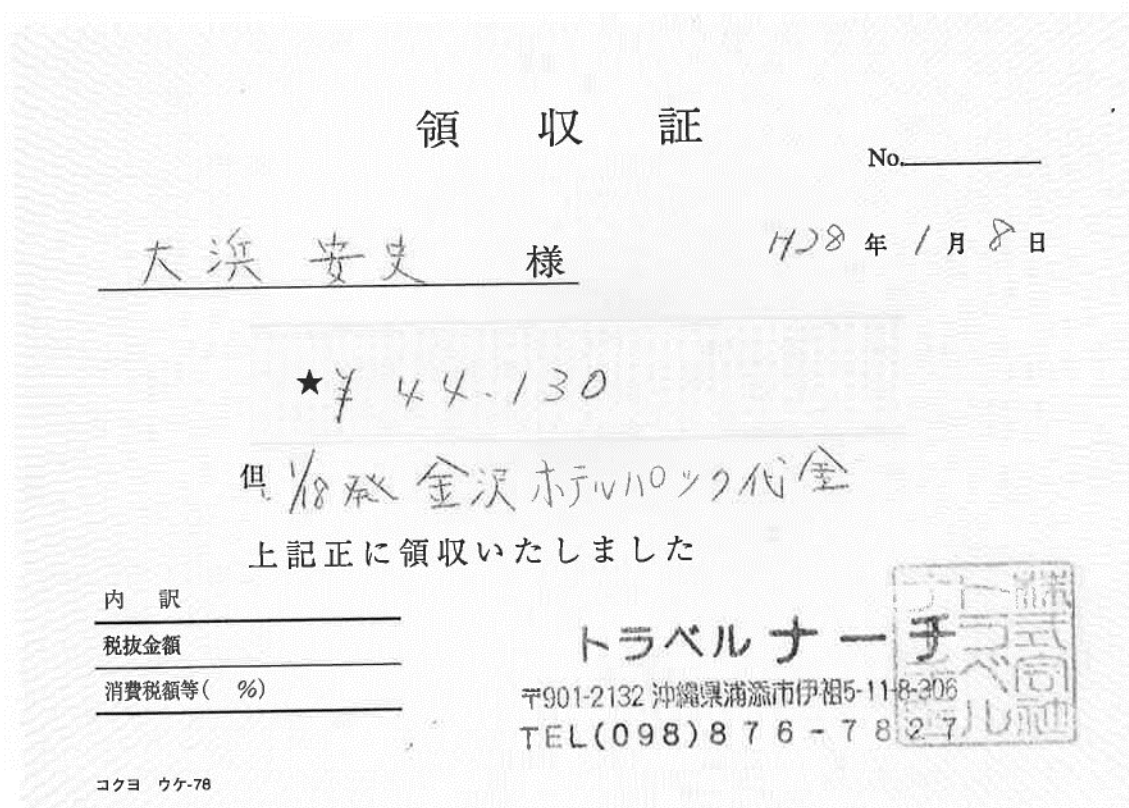 領収証
No.
大浜 安史 様
H28年1月8日
★¥44.130
但 1/18発 金沢ホテルパック代金
上記正に領収いたしました
内訳
税抜金額
消費税額等( %)
トラベルナーチ
〒901-2132 沖縄県浦添市伊祖5-11-8-306
TEL(098)876-7827
コクヨ ウケ-78